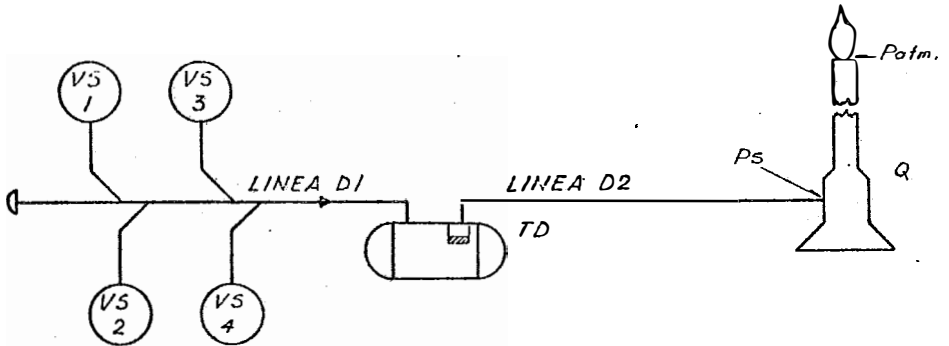 VS
1
VS
3
Patm.
Ps
Q
LINEA D1
LINEA D2
TD
VS
2
VS
4